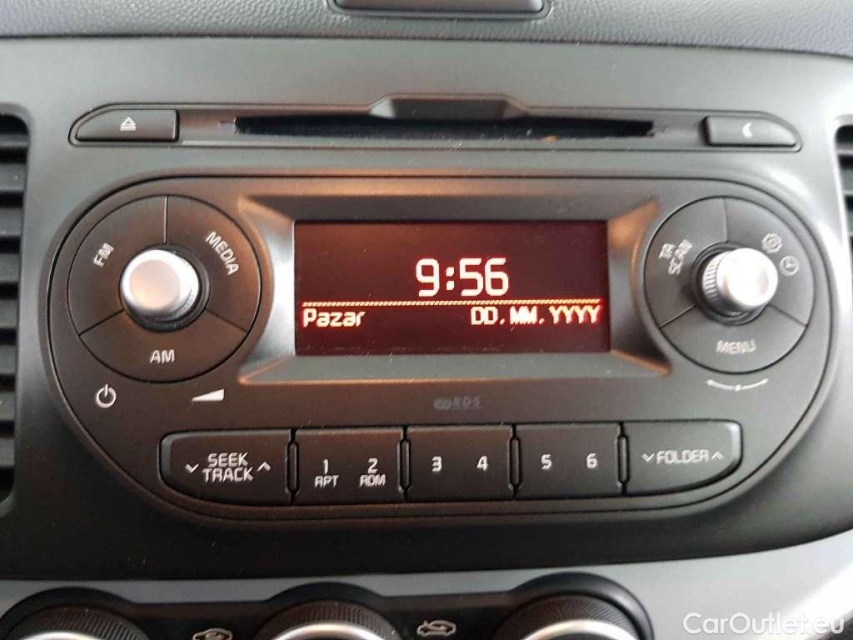 FM
MEDIA
AM
9:56
Pazar DD.MM.YYYY
TA
SCAN
MENU
RDS
SEEK
TRACK
1
RPT
2
RDM
3 4
5 6
FOLDER
CarOutlet.eu